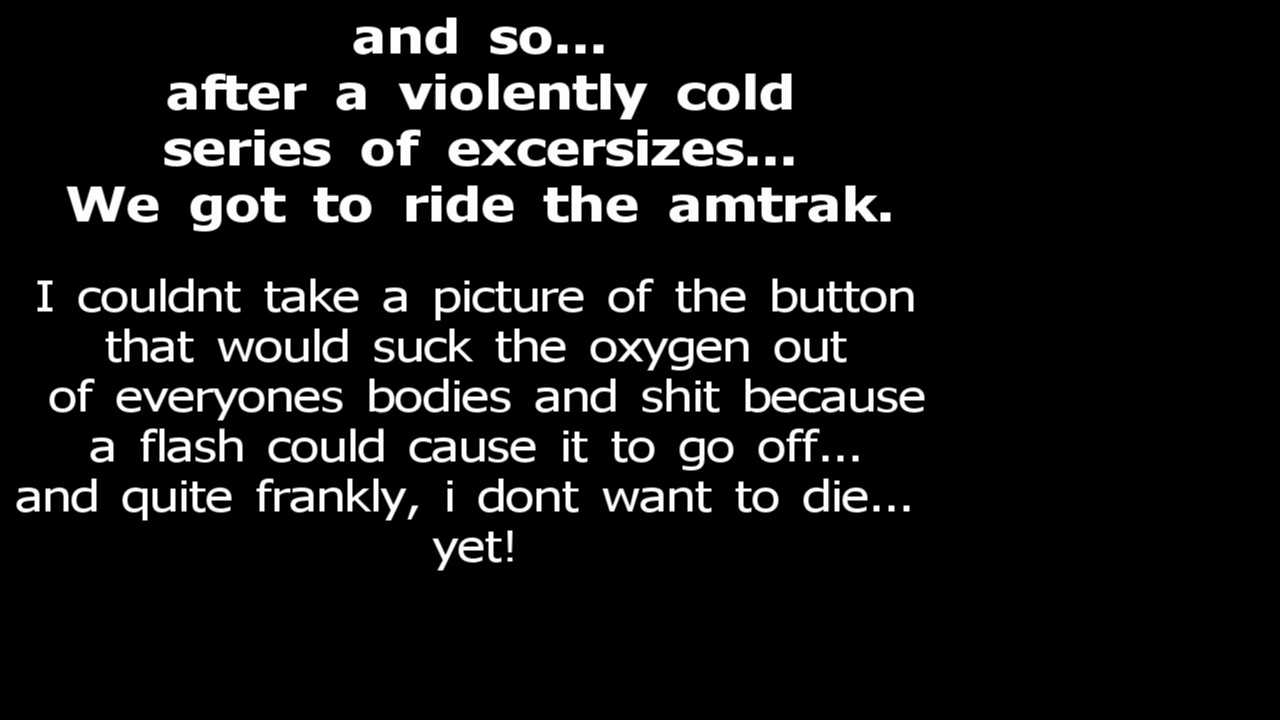 and so...
after a violently cold
series of excersizes...
We got to ride the amtrak.
I couldnt take a picture of the button
that would suck the oxygen out
of everyones bodies and shit because
a flash could cause it to go off...
and quite frankly, i dont want to die...
yet!